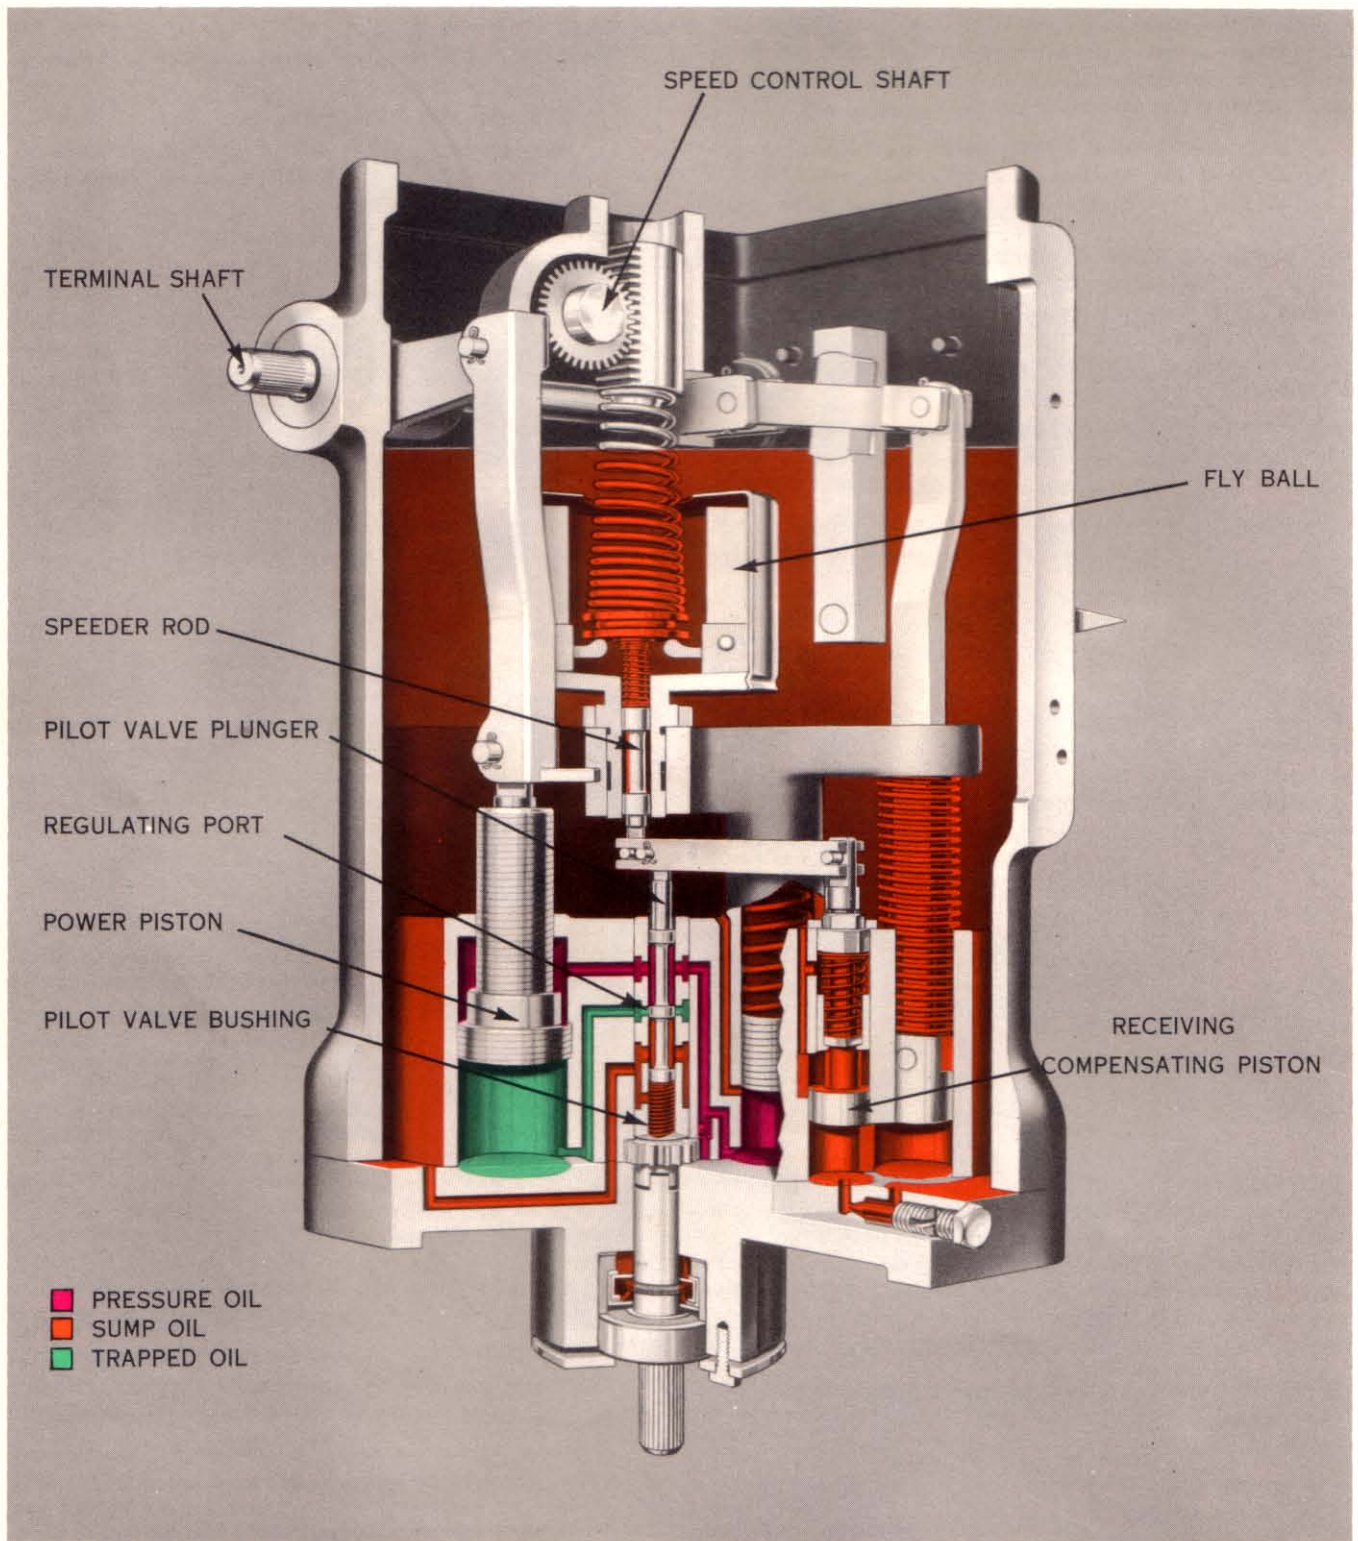 SPEED CONTROL SHAFT
TERMINAL SHAFT
FLY BALL
SPEEDER ROD
PILOT VALVE PLUNGER
REGULATING PORT
POWER PISTON
PILOT VALVE BUSHING
RECEIVING
COMPENSATING PISTON
PRESSURE OIL
SUMP OIL
TRAPPED OIL